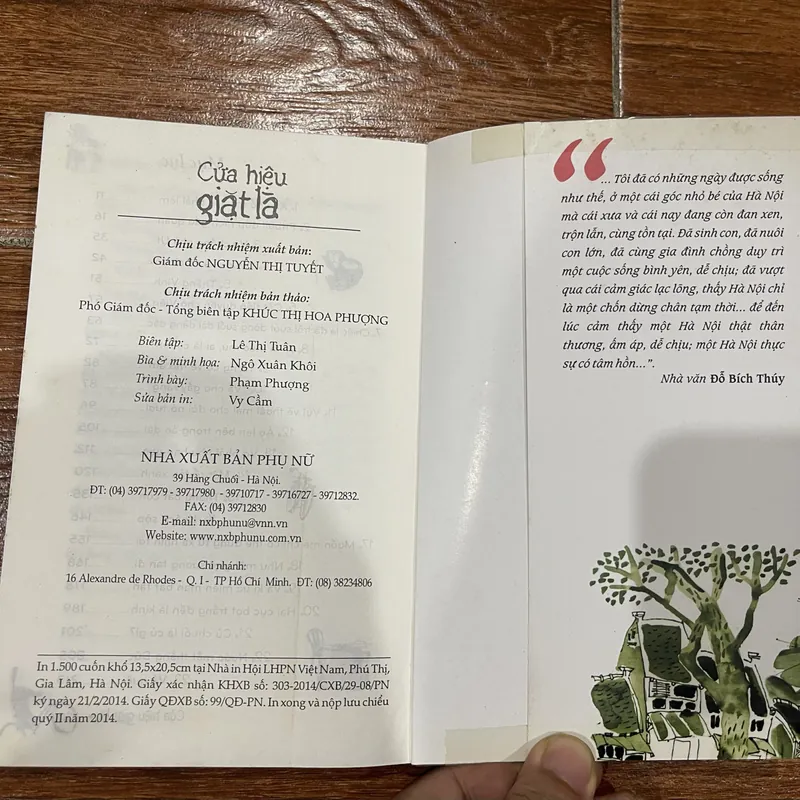 Cửa hiệu
giặt là
Chịu trách nhiệm xuất bản:
Giám đốc NGUYỄN THỊ TUYẾT
Chịu trách nhiệm bản thảo:
Phó Giám đốc - Tổng biên tập KHÚC THỊ HOA PHƯỢNG
Biên tập: Lê Thị Tuân
Bìa & minh họa: Ngô Xuân Khôi
Trình bày: Phạm Phượng
Sửa bản in: Vy Cầm
NHÀ XUẤT BẢN PHỤ NỮ
39 Hàng Chuối - Hà Nội.
ĐT: (04) 39717979 - 39717980 - 39710717 - 39716727 - 39712832.
FAX: (04) 39712830
E-mail: nxbphunu@vnn.vn
Website: www.nxbphunu.com.vn
Chi nhánh:
16 Alexandre de Rhodes - Q. I - TP Hồ Chí Minh. ĐT: (08) 38234806
In 1.500 cuốn khổ 13,5x20,5cm tại Nhà in Hội LHPN Việt Nam, Phú Thị,
Gia Lâm, Hà Nội. Giấy xác nhận KHXB số: 303-2014/CXB/29-08/PN
ký ngày 21/2/2014. Giấy QĐXB số: 99/QĐ-PN. In xong và nộp lưu chiểu
quý II năm 2014.
“... Tôi đã có những ngày được sống
như thế, ở một cái góc nhỏ bé của Hà Nội
mà cái xưa và cái nay đang còn đan xen,
trộn lẫn, cùng tồn tại. Đã sinh con, đã nuôi
con lớn, đã cùng gia đình chồng duy trì
một cuộc sống bình yên, dễ chịu; đã vượt
qua cái cảm giác lạc lõng, thấy Hà Nội chỉ
là một chốn dừng chân tạm thời... để đến
lúc cảm thấy một Hà Nội thật thân
thương, ấm áp, dễ chịu; một Hà Nội thực
sự có tâm hồn...”.
Nhà văn Đỗ Bích Thúy